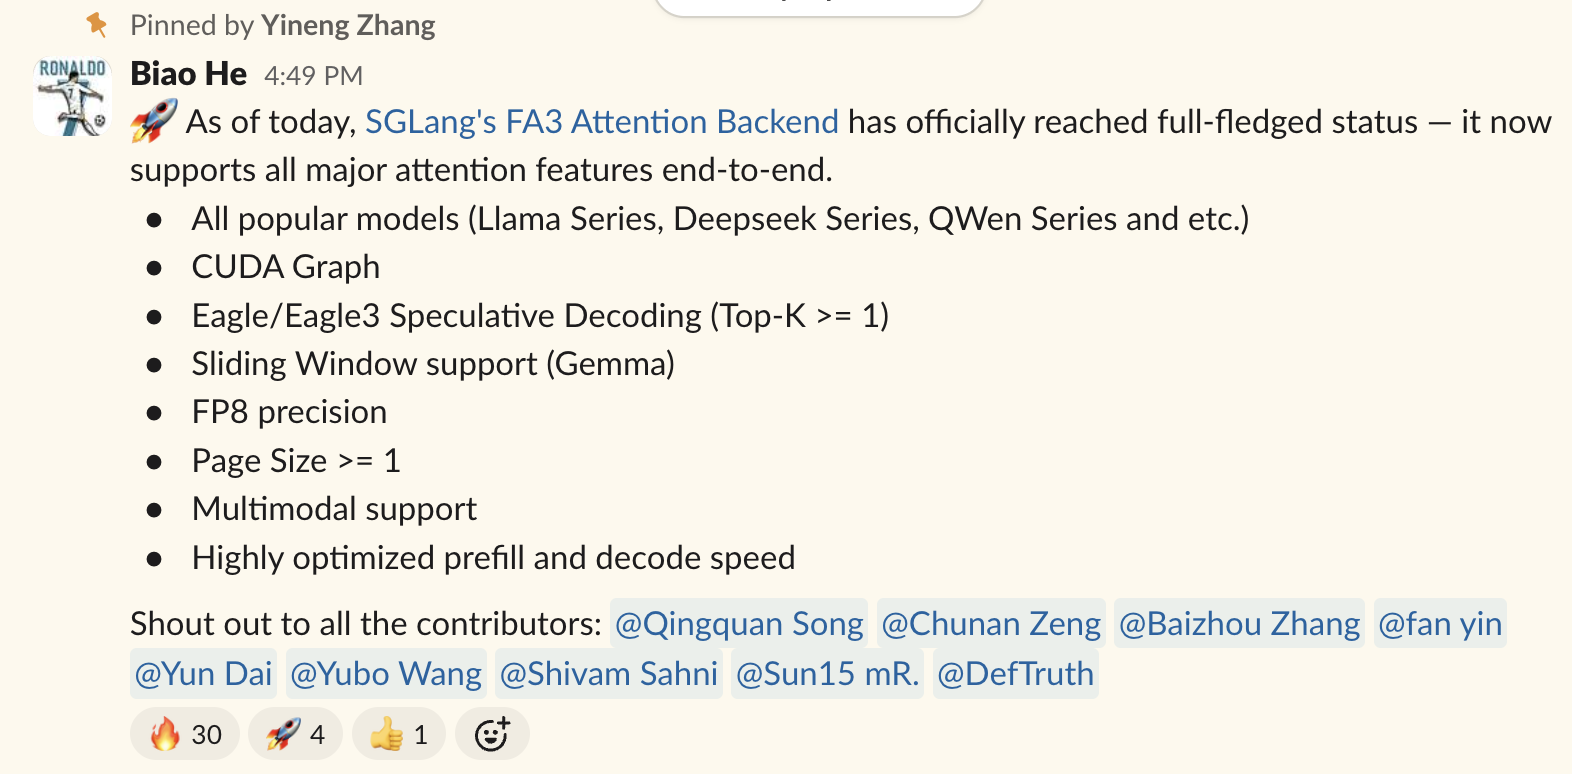 Pinned by Yineng Zhang
RONALDO
Biao He 4:49 PM
🚀 As of today, SGLang's FA3 Attention Backend has officially reached full-fledged status — it now
supports all major attention features end-to-end.
● All popular models (Llama Series, Deepseek Series, QWen Series and etc.)
● CUDA Graph
● Eagle/Eagle3 Speculative Decoding (Top-K >= 1)
● Sliding Window support (Gemma)
● FP8 precision
● Page Size >= 1
● Multimodal support
● Highly optimized prefill and decode speed
Shout out to all the contributors: @Qingquan Song @Chunan Zeng @Baizhou Zhang @fan yin
@Yun Dai @Yubo Wang @Shivam Sahni @Sun15 mR. @DefTruth
🔥 30 🚀 4 👍 1